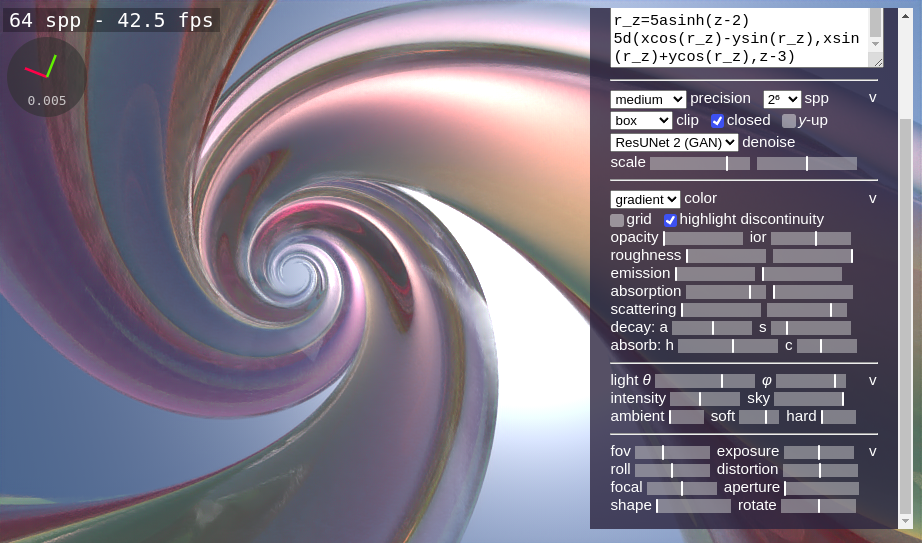 64 spp - 42.5 fps
0.005
r_z=5asinh(z-2)
5d(xcos(r_z)-ysin(r_z),xsin
(r_z)+ycos(r_z),z-3)
medium precision 2⁶ spp v
box clip closed y-up
ResUNet 2 (GAN) denoise
scale
gradient color v
grid highlight discontinuity
opacity ior
roughness
emission
absorption
scattering
decay: a s
absorb: h c
light θ φ v
intensity sky
ambient soft hard
fov exposure v
roll distortion
focal aperture
shape rotate